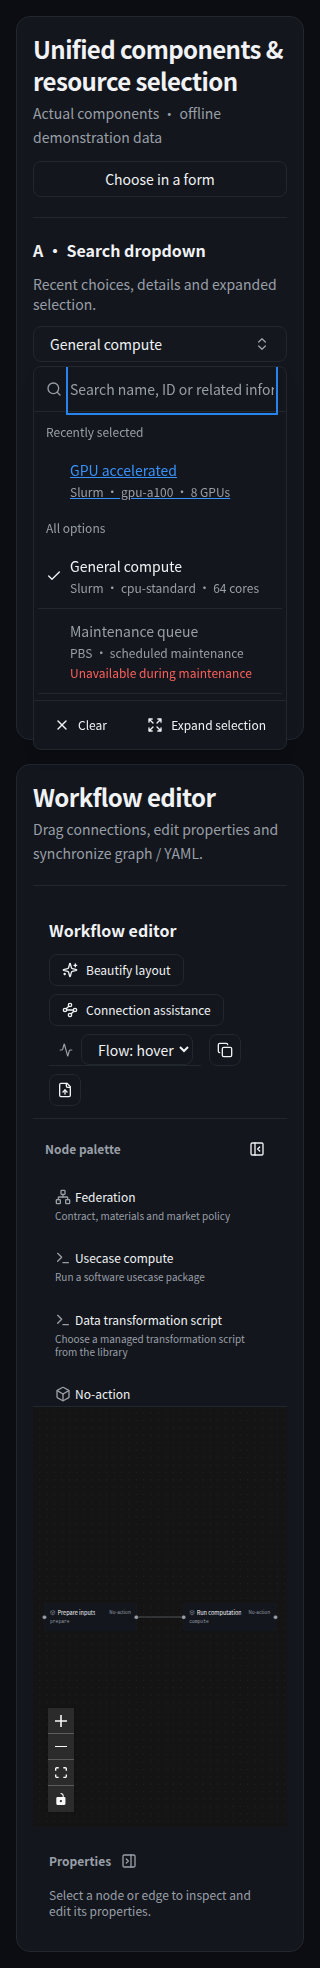 Unified components &
resource selection
Actual components • offline
demonstration data
Choose in a form
A • Search dropdown
Recent choices, details and expanded
selection.
General compute
Search name, ID or related infor
Recently selected
GPU accelerated
Slurm • gpu-a100 • 8 GPUs
All options
General compute
Slurm • cpu-standard • 64 cores
Maintenance queue
PBS • scheduled maintenance
Unavailable during maintenance
Clear
Expand selection
Workflow editor
Drag connections, edit properties and
synchronize graph / YAML.
Workflow editor
Beautify layout
Connection assistance
Flow: hover
Node palette
Federation
Contract, materials and market policy
Usecase compute
Run a software usecase package
Data transformation script
Choose a managed transformation script
from the library
No-action
Prepare inputs No-action
prepare
Run computation No-action
compute
Properties
Select a node or edge to inspect and
edit its properties.